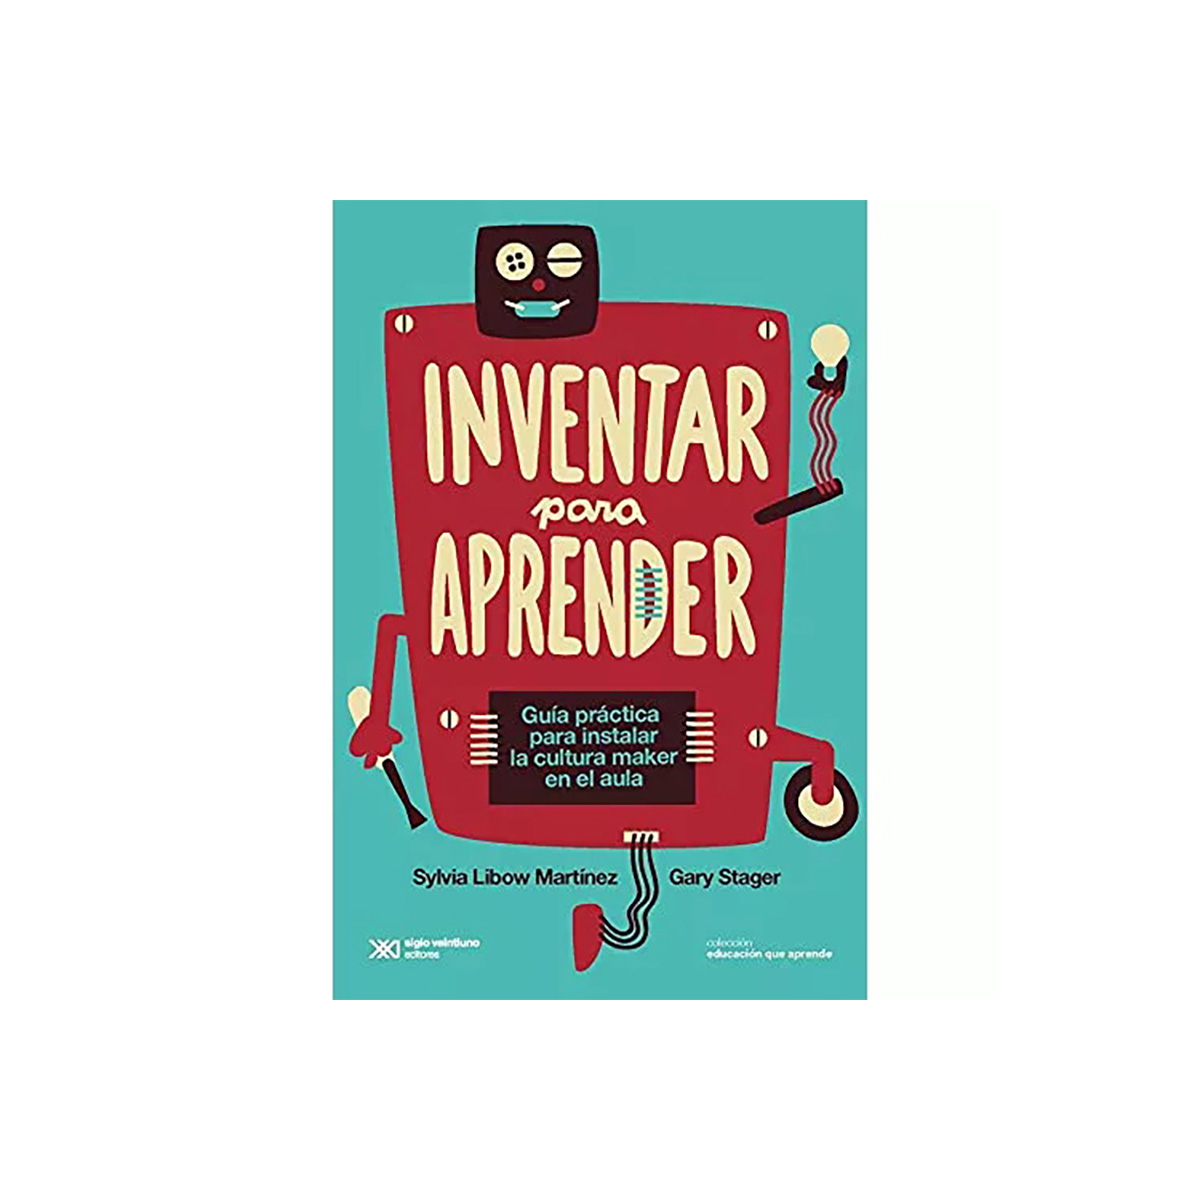 INVENTAR
para
APRENDER
Guía práctica
para instalar
la cultura maker
en el aula
Sylvia Libow Martínez
Gary Stager
siglo veintiuno
editores
colección
educación que aprende